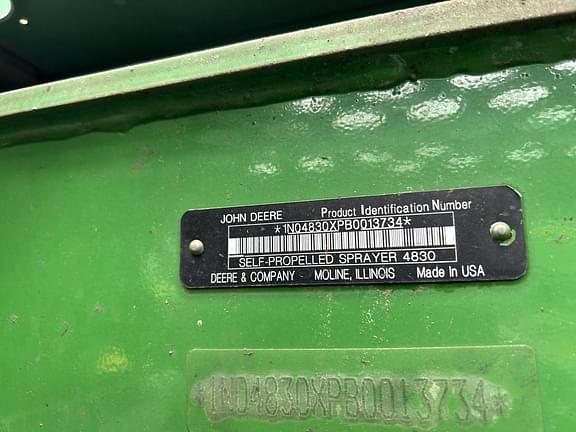 JOHN DEERE Product Identification Number
*1N04830XPB0013734*
SELF-PROPELLED SPRAYER 4830
DEERE & COMPANY MOLINE, ILLINOIS Made In USA
*1N04830XPB0013734*